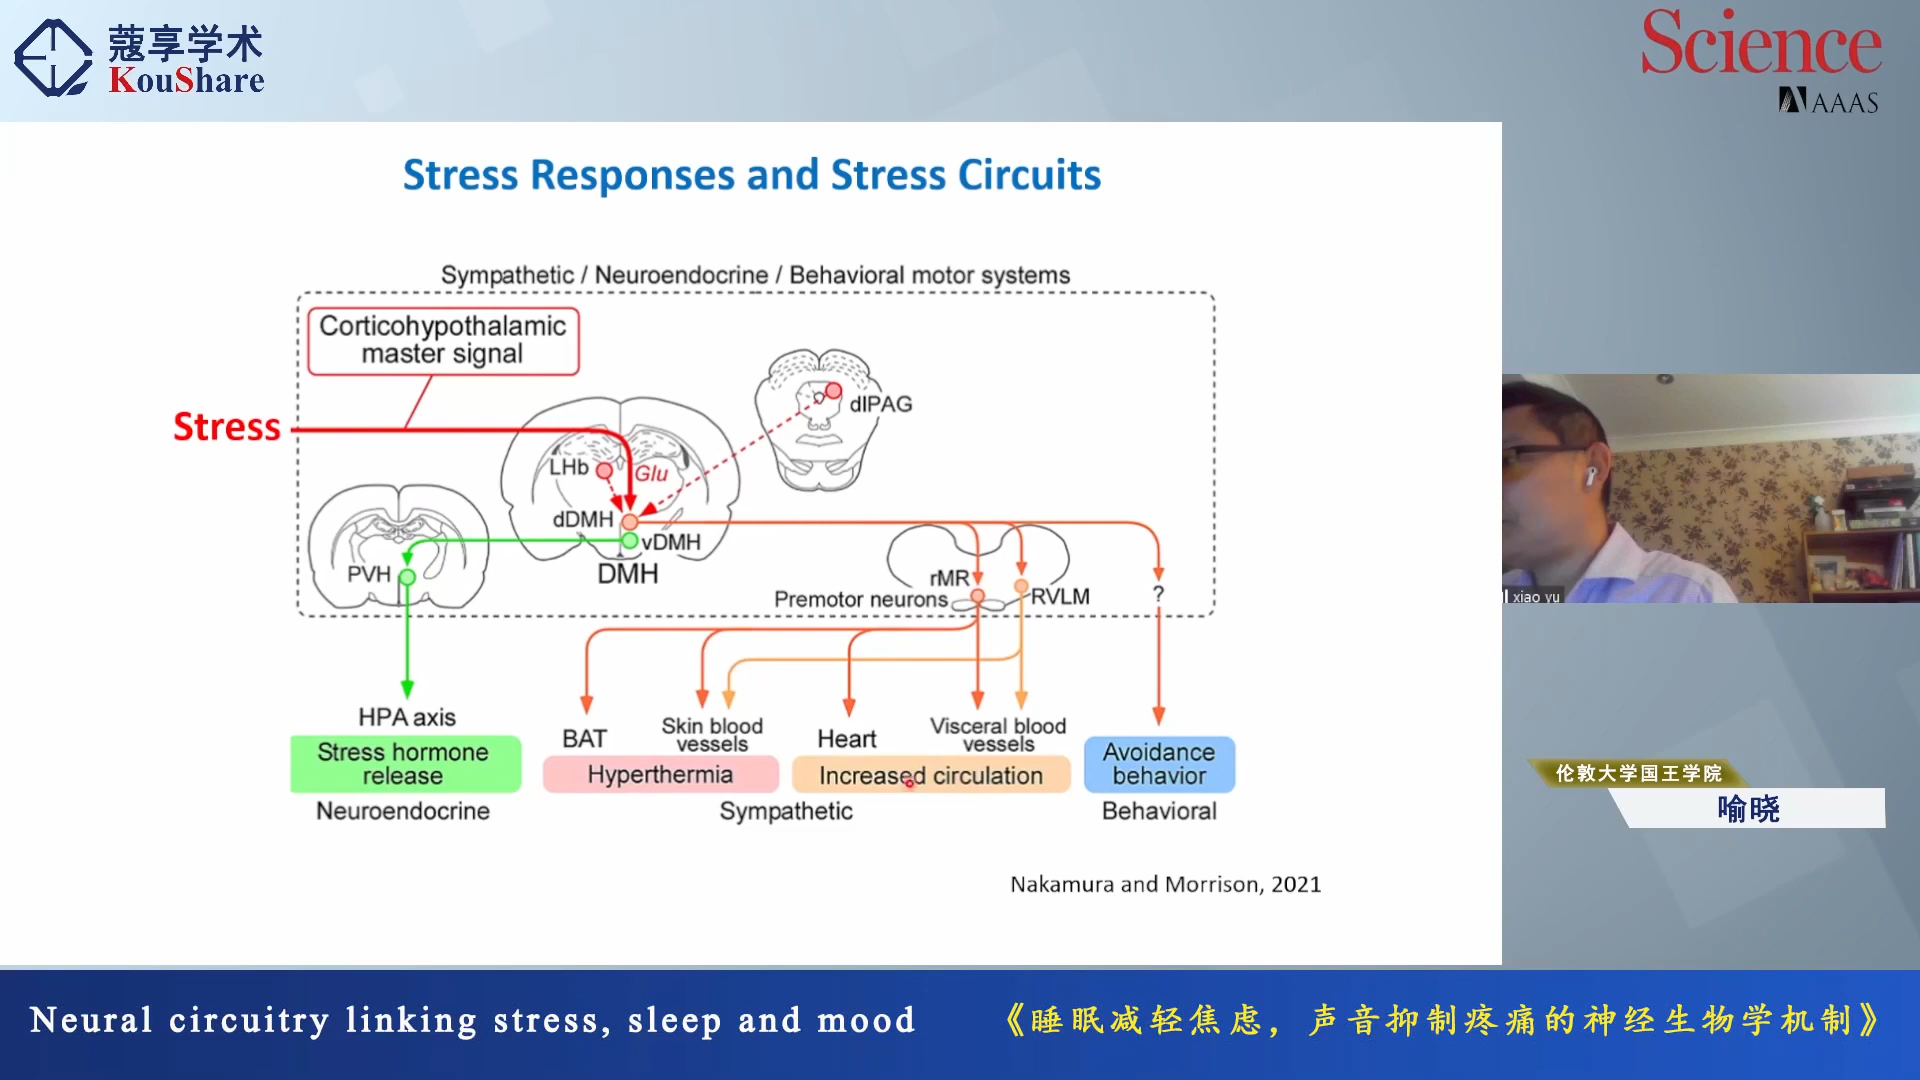 蔻享学术
KouShare
Science
AAAS
Stress Responses and Stress Circuits
Sympathetic / Neuroendocrine / Behavioral motor systems
Corticohypothalamic
master signal
Stress
dlPAG
LHb
Glu
dDMH
vDMH
DMH
PVH
rMR
Premotor neurons
RVLM
?
HPA axis
Stress hormone
release
Neuroendocrine
BAT
Skin blood
vessels
Hyperthermia
Heart
Visceral blood
vessels
Increased circulation
Sympathetic
Avoidance
behavior
Behavioral
Nakamura and Morrison, 2021
xiao yu
伦敦大学国王学院
喻晓
Neural circuitry linking stress, sleep and mood
《睡眠减轻焦虑，声音抑制疼痛的神经生物学机制》